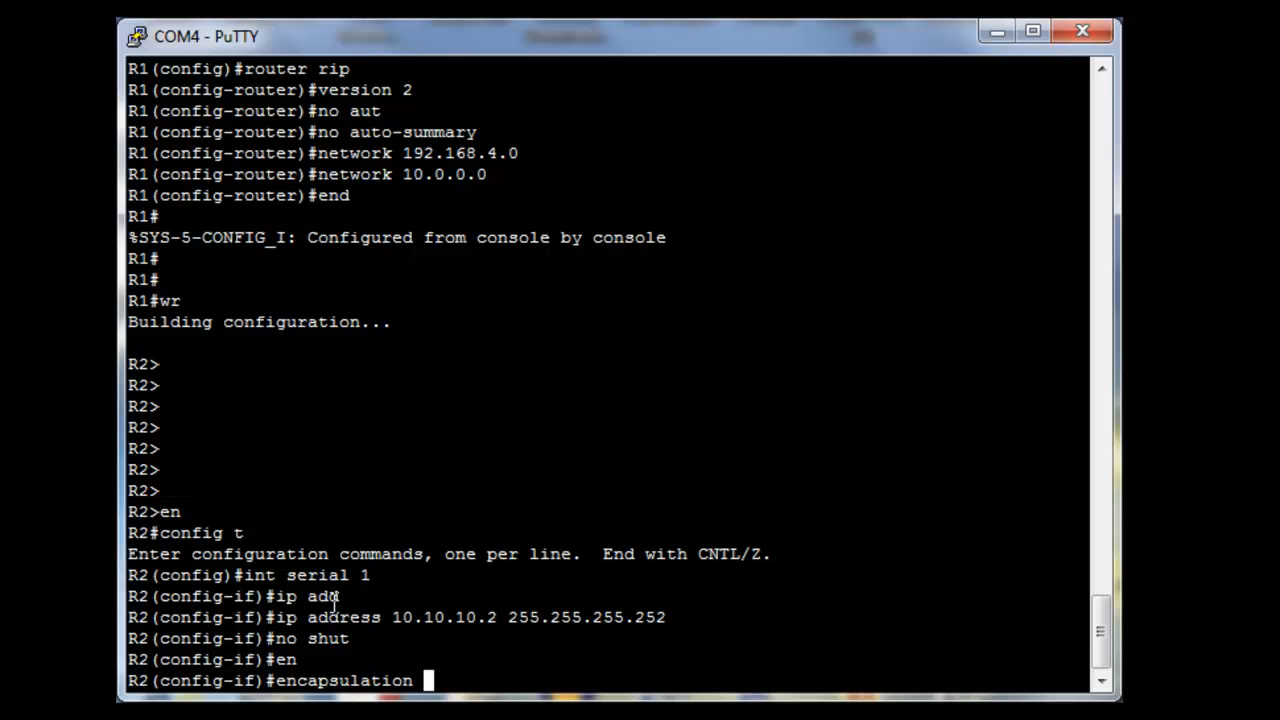 COM4 - PuTTY
R1(config)#router rip
R1(config-router)#version 2
R1(config-router)#no aut
R1(config-router)#no auto-summary
R1(config-router)#network 192.168.4.0
R1(config-router)#network 10.0.0.0
R1(config-router)#end
R1#
%SYS-5-CONFIG_I: Configured from console by console
R1#
R1#
R1#wr
Building configuration...
R2>
R2>
R2>
R2>
R2>
R2>
R2>
R2>en
R2#config t
Enter configuration commands, one per line.  End with CNTL/Z.
R2(config)#int serial 1
R2(config-if)#ip add
R2(config-if)#ip address 10.10.10.2 255.255.255.252
R2(config-if)#no shut
R2(config-if)#en
R2(config-if)#encapsulation